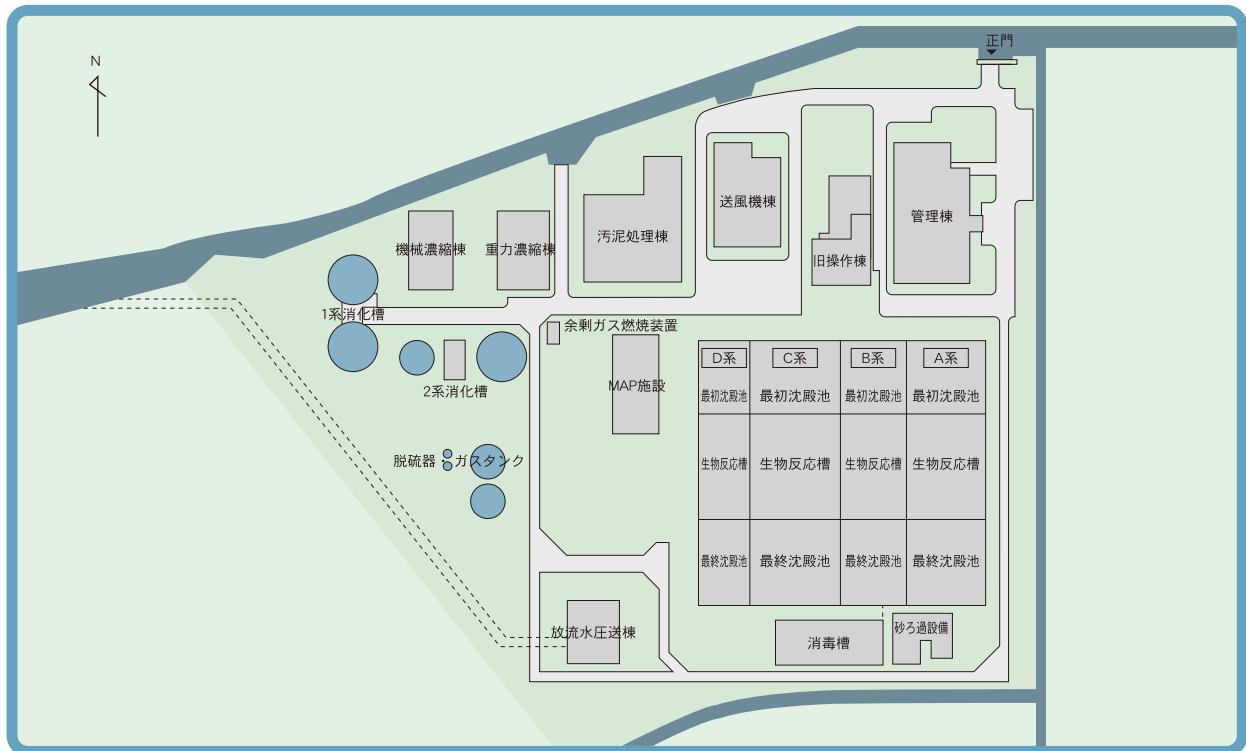 正門
N
送風機棟
管理棟
汚泥処理棟
機械濃縮棟
重力濃縮棟
旧操作棟
1系消化槽
余剰ガス燃焼装置
2系消化槽
MAP施設
D系
C系
B系
A系
最初沈殿池
最初沈殿池
最初沈殿池
最初沈殿池
脱硫器・ガスタンク
生物反応槽
生物反応槽
生物反応槽
生物反応槽
最終沈殿池
最終沈殿池
最終沈殿池
最終沈殿池
放流水圧送棟
消毒槽
砂ろ過設備